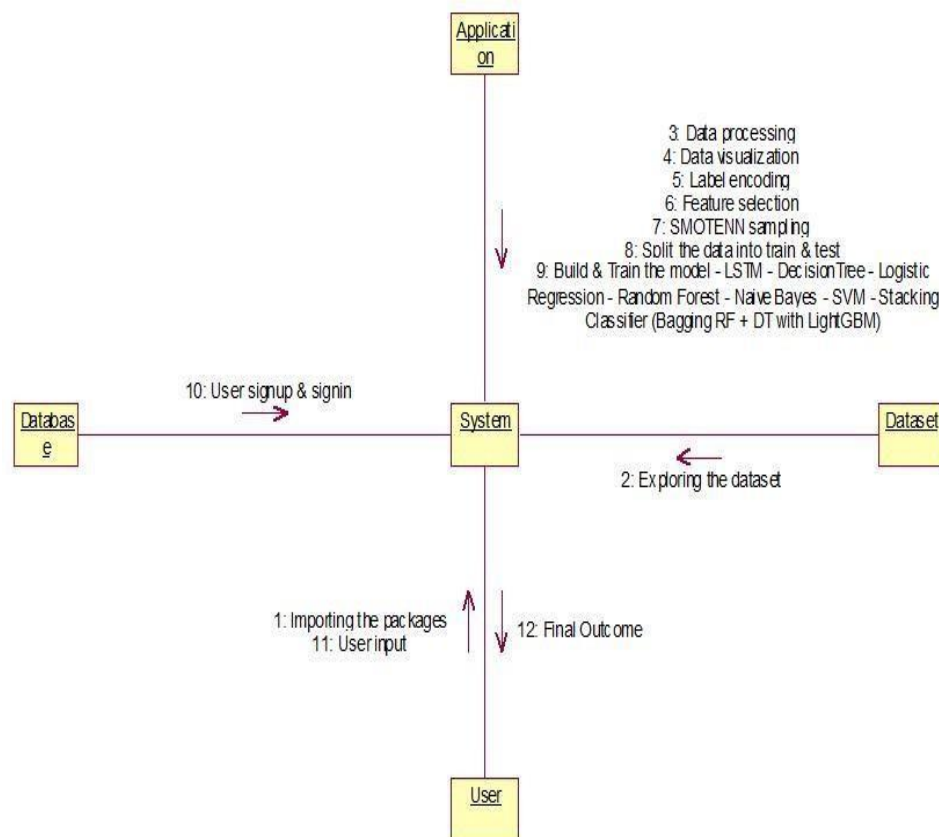 Applicati
on
3: Data processing
4: Data visualization
5: Label encoding
6: Feature selection
7: SMOTENN sampling
8: Split the data into train & test
9: Build & Train the model - LSTM - DecisionTree - Logistic
Regression - Random Forest - Naive Bayes - SVM - Stacking
Classifier (Bagging RF + DT with LightGBM)
10: User signup & signin
Databas
e
System
Dataset
2: Exploring the dataset
1: Importing the packages
11: User input
12: Final Outcome
User